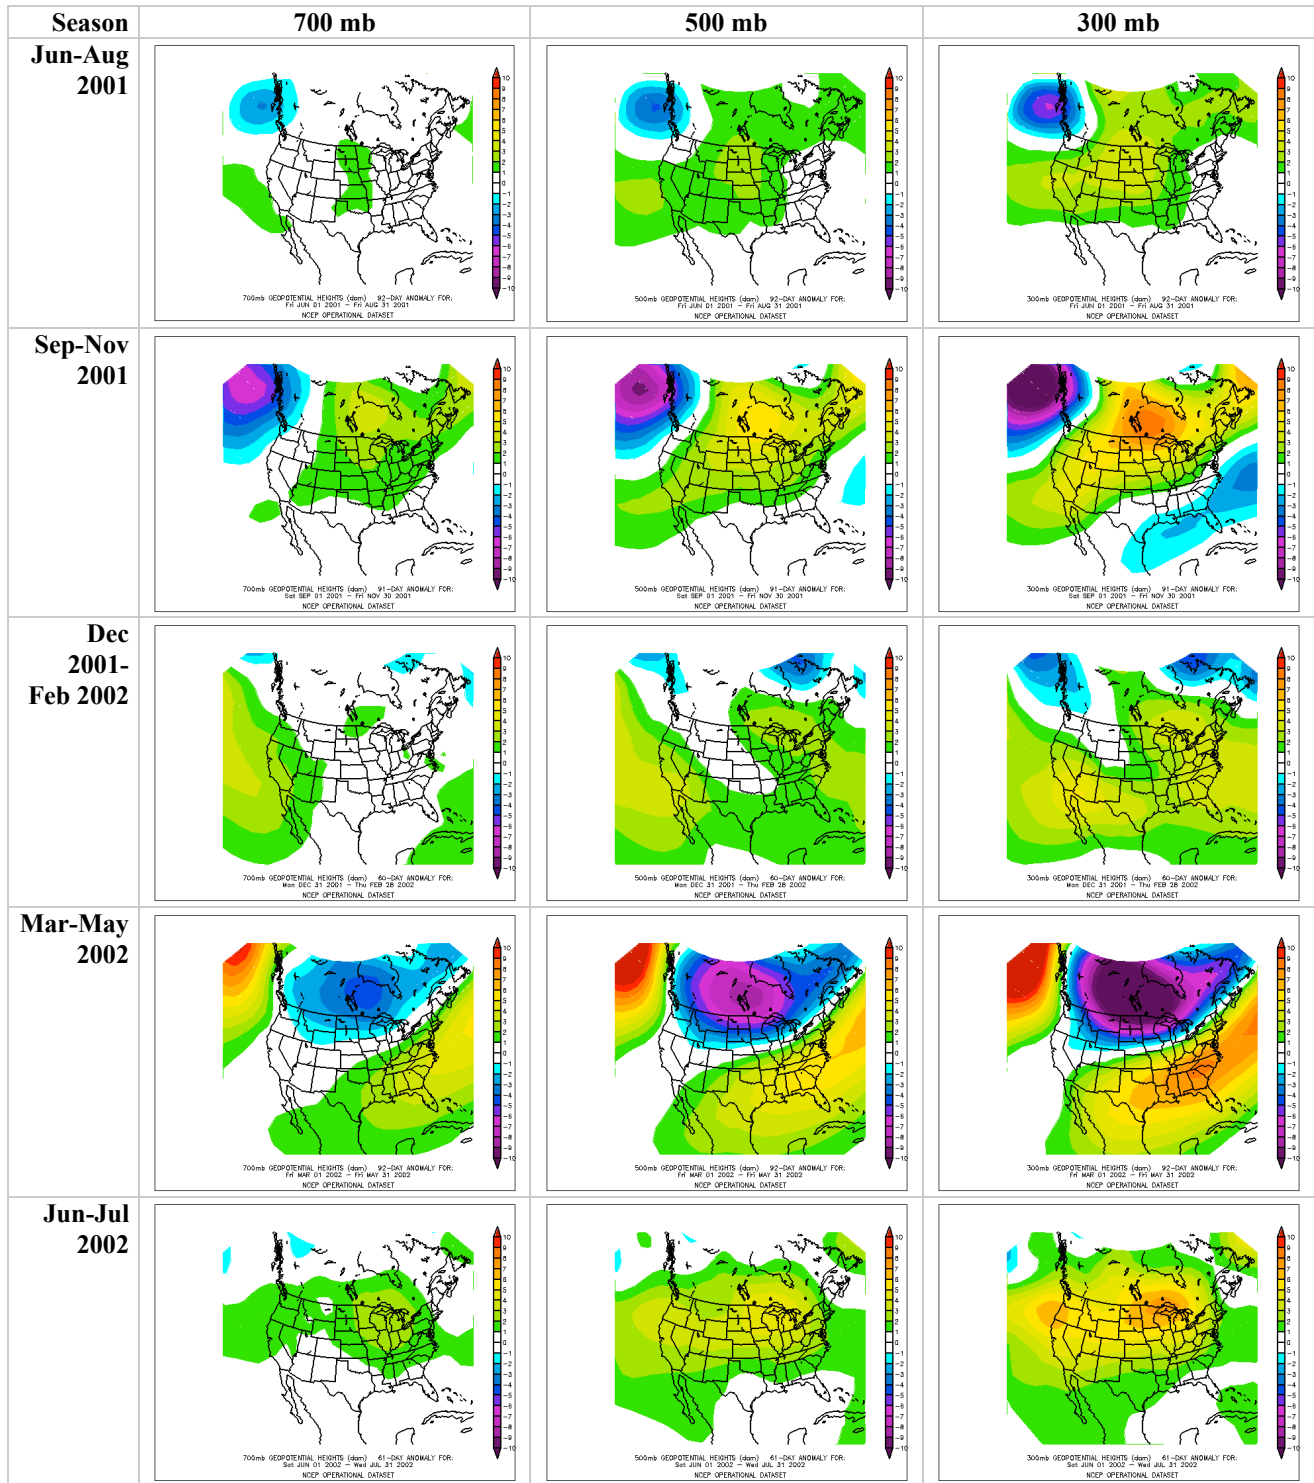 Season 700 mb 500 mb 300 mb
Jun-Aug
2001
700mb GEOPOTENTIAL HEIGHTS (dam) 92-DAY ANOMALY FOR:
Fri JUN 01 2001 - Fri AUG 31 2001
NCEP OPERATIONAL DATASET
500mb GEOPOTENTIAL HEIGHTS (dam) 92-DAY ANOMALY FOR:
Fri JUN 01 2001 - Fri AUG 31 2001
NCEP OPERATIONAL DATASET
300mb GEOPOTENTIAL HEIGHTS (dam) 92-DAY ANOMALY FOR:
Fri JUN 01 2001 - Fri AUG 31 2001
NCEP OPERATIONAL DATASET
Sep-Nov
2001
700mb GEOPOTENTIAL HEIGHTS (dam) 91-DAY ANOMALY FOR:
Sat SEP 01 2001 - Fri NOV 30 2001
NCEP OPERATIONAL DATASET
500mb GEOPOTENTIAL HEIGHTS (dam) 91-DAY ANOMALY FOR:
Sat SEP 01 2001 - Fri NOV 30 2001
NCEP OPERATIONAL DATASET
300mb GEOPOTENTIAL HEIGHTS (dam) 91-DAY ANOMALY FOR:
Sat SEP 01 2001 - Fri NOV 30 2001
NCEP OPERATIONAL DATASET
Dec
2001-
Feb 2002
700mb GEOPOTENTIAL HEIGHTS (dam) 60-DAY ANOMALY FOR:
Mon DEC 31 2001 - Thu FEB 28 2002
NCEP OPERATIONAL DATASET
500mb GEOPOTENTIAL HEIGHTS (dam) 60-DAY ANOMALY FOR:
Mon DEC 31 2001 - Thu FEB 28 2002
NCEP OPERATIONAL DATASET
300mb GEOPOTENTIAL HEIGHTS (dam) 60-DAY ANOMALY FOR:
Mon DEC 31 2001 - Thu FEB 28 2002
NCEP OPERATIONAL DATASET
Mar-May
2002
700mb GEOPOTENTIAL HEIGHTS (dam) 92-DAY ANOMALY FOR:
Fri MAR 01 2002 - Fri MAY 31 2002
NCEP OPERATIONAL DATASET
500mb GEOPOTENTIAL HEIGHTS (dam) 92-DAY ANOMALY FOR:
Fri MAR 01 2002 - Fri MAY 31 2002
NCEP OPERATIONAL DATASET
300mb GEOPOTENTIAL HEIGHTS (dam) 92-DAY ANOMALY FOR:
Fri MAR 01 2002 - Fri MAY 31 2002
NCEP OPERATIONAL DATASET
Jun-Jul
2002
700mb GEOPOTENTIAL HEIGHTS (dam) 61-DAY ANOMALY FOR:
Sat JUN 01 2002 - Wed JUL 31 2002
NCEP OPERATIONAL DATASET
500mb GEOPOTENTIAL HEIGHTS (dam) 61-DAY ANOMALY FOR:
Sat JUN 01 2002 - Wed JUL 31 2002
NCEP OPERATIONAL DATASET
300mb GEOPOTENTIAL HEIGHTS (dam) 61-DAY ANOMALY FOR:
Sat JUN 01 2002 - Wed JUL 31 2002
NCEP OPERATIONAL DATASET